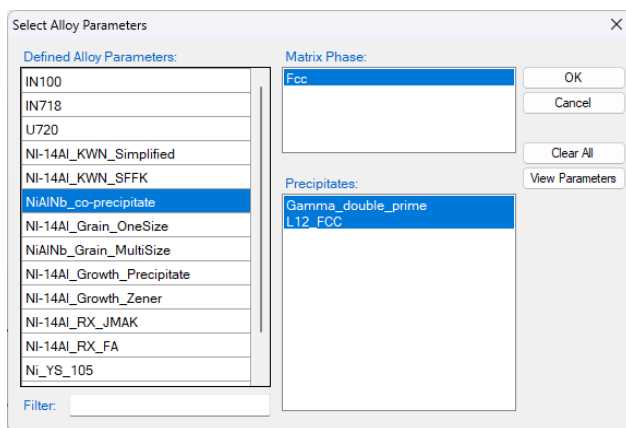 Select Alloy Parameters
Defined Alloy Parameters:
IN100
IN718
U720
NI-14Al_KWN_Simplified
NI-14Al_KWN_SFFK
NiAlNb_co-precipitate
NI-14Al_Grain_OneSize
NiAlNb_Grain_MultiSize
NI-14Al_Growth_Precipitate
NI-14Al_Growth_Zener
NI-14Al_RX_JMAK
NI-14Al_RX_FA
Ni_YS_105
Filter:
Matrix Phase:
Fcc
Precipitates:
Gamma_double_prime
L12_FCC
OK
Cancel
Clear All
View Parameters